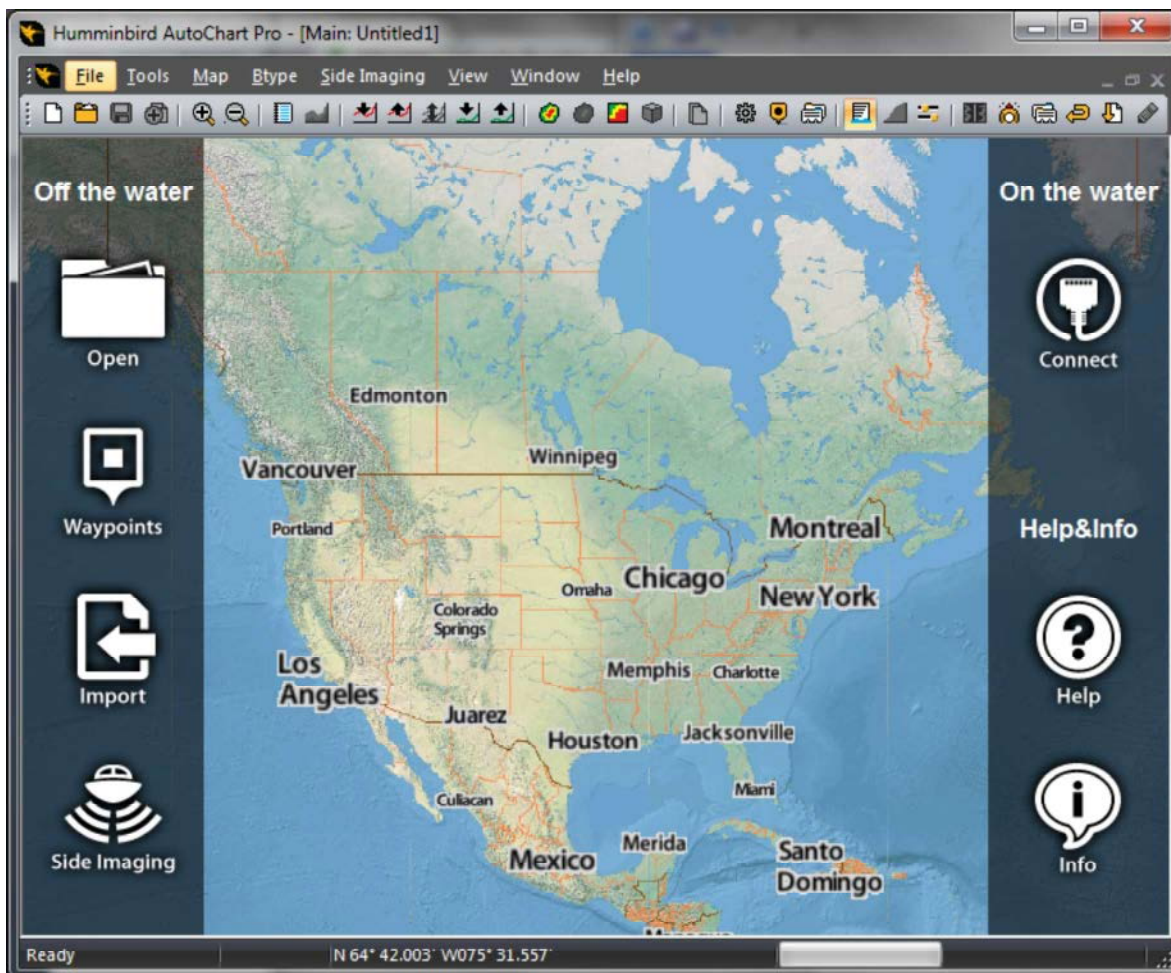 Humminbird AutoChart Pro - [Main: Untitled1]
File Tools Map Btype Side Imaging View Window Help
Off the water
Open
Waypoints
Import
Side Imaging
Edmonton
Winnipeg
Vancouver
Portland
Montreal
Omaha
Chicago
New York
Colorado
Springs
Los
Angeles
Memphis
Charlotte
Juarez
Houston
Jacksonville
Miami
Culiacan
Mexico
Merida
Santo
Domingo
On the water
Connect
Help&Info
Help
Info
Ready
N 64° 42.003` W075° 31.557`